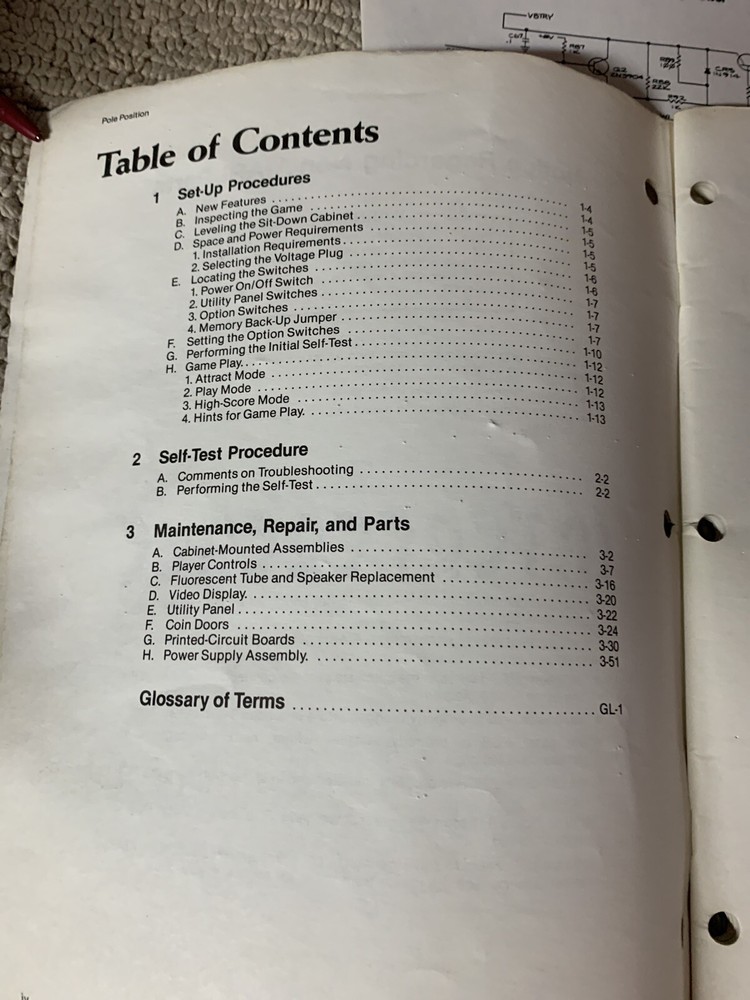 VBTRY
Pole Position
Table of Contents
1 Set-Up Procedures
A. New Features . . . . . . . . . . 1-4
B. Inspecting the Game . . . . . . . . . . 1-4
C. Leveling the Sit-Down Cabinet . . . . . . . . . . 1-5
D. Space and Power Requirements . . . . . . . . . . 1-5
1. Installation Requirements . . . . . . . . . . 1-5
2. Selecting the Voltage Plug . . . . . . . . . . 1-5
E. Locating the Switches . . . . . . . . . . 1-6
1. Power On/Off Switch . . . . . . . . . . 1-6
2. Utility Panel Switches . . . . . . . . . . 1-7
3. Option Switches . . . . . . . . . . 1-7
4. Memory Back-Up Jumper . . . . . . . . . . 1-7
F. Setting the Option Switches . . . . . . . . . . 1-7
G. Performing the Initial Self-Test . . . . . . . . . . 1-10
H. Game Play. . . . . . . . . . . 1-12
1. Attract Mode . . . . . . . . . . 1-12
2. Play Mode . . . . . . . . . . 1-12
3. High-Score Mode . . . . . . . . . . 1-13
4. Hints for Game Play. . . . . . . . . . . 1-13
2 Self-Test Procedure
A. Comments on Troubleshooting . . . . . . . . . . 2-2
B. Performing the Self-Test . . . . . . . . . . 2-2
3 Maintenance, Repair, and Parts
A. Cabinet-Mounted Assemblies . . . . . . . . . . 3-2
B. Player Controls . . . . . . . . . . 3-7
C. Fluorescent Tube and Speaker Replacement . . . . . . . . . . 3-16
D. Video Display. . . . . . . . . . . 3-20
E. Utility Panel . . . . . . . . . . 3-22
F. Coin Doors . . . . . . . . . . 3-24
G. Printed-Circuit Boards . . . . . . . . . . 3-30
H. Power Supply Assembly. . . . . . . . . . . 3-51
Glossary of Terms . . . . . . . . . . GL-1